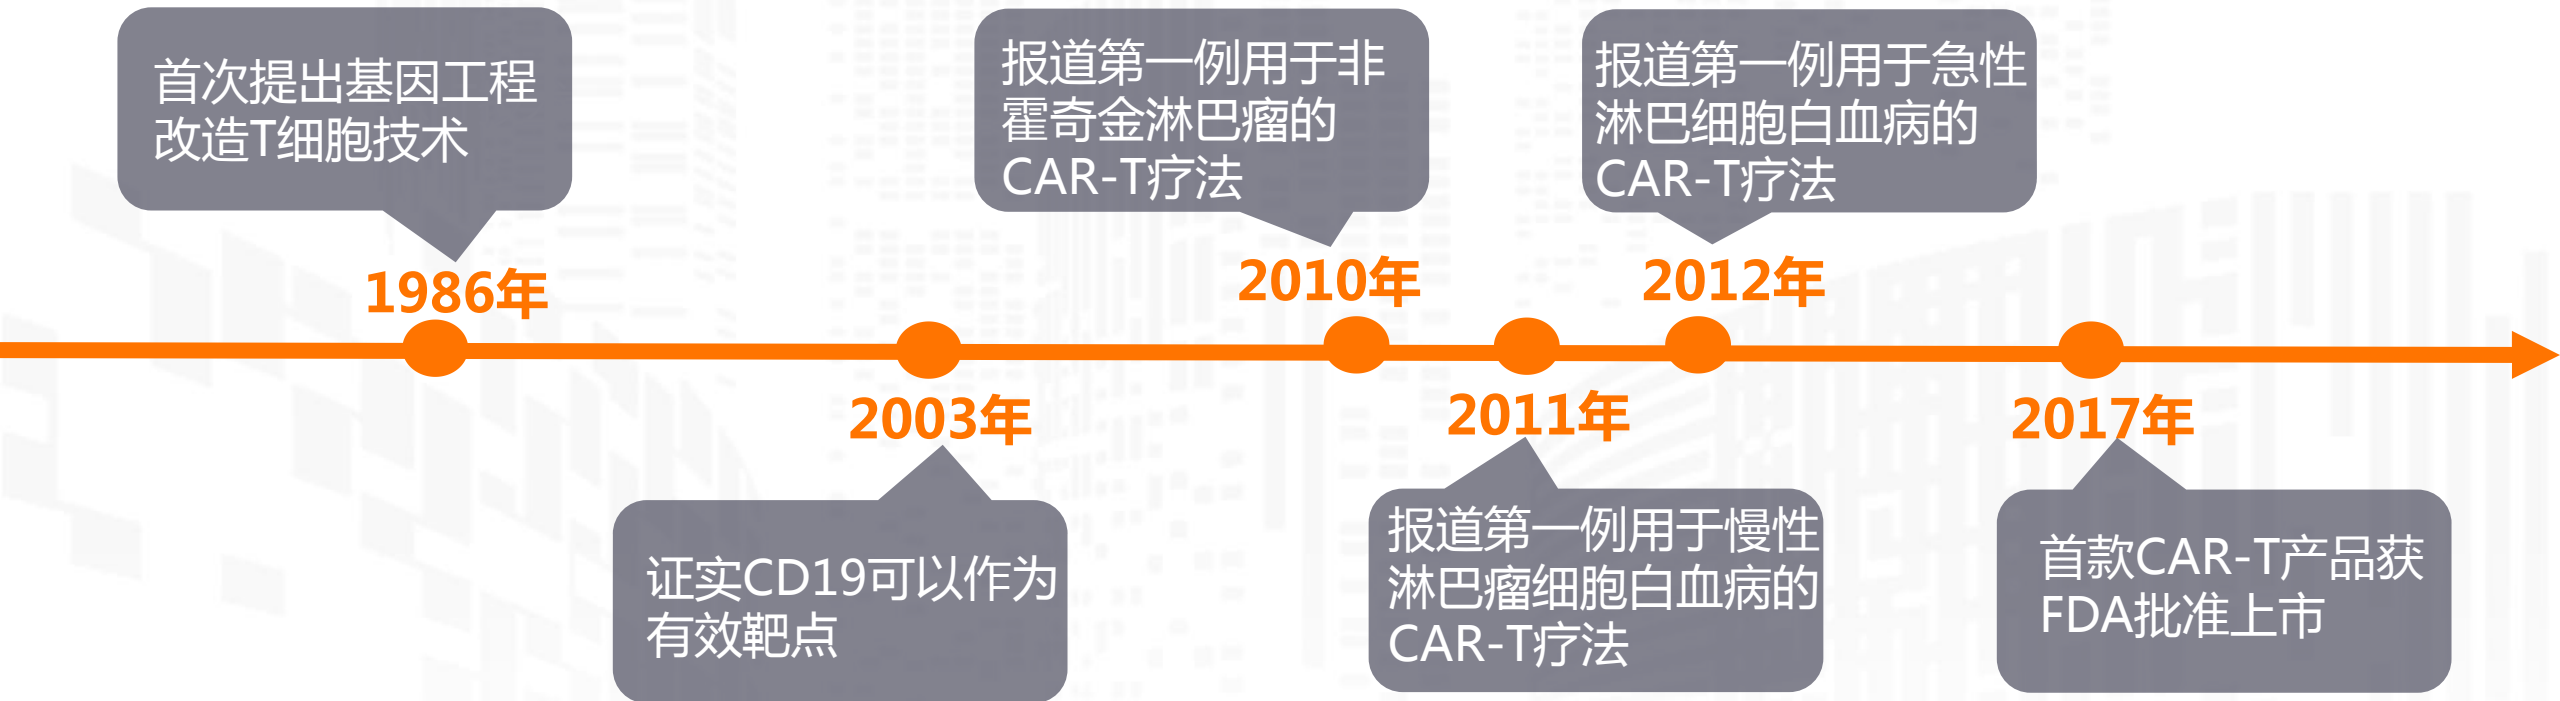 首次提出基因工程
改造T细胞技术
1986年
证实CD19可以作为
有效靶点
2003年
报道第一例用于非
霍奇金淋巴瘤的
CAR-T疗法
2010年
报道第一例用于慢性
淋巴瘤细胞白血病的
CAR-T疗法
2011年
报道第一例用于急性
淋巴细胞白血病的
CAR-T疗法
2012年
首款CAR-T产品获
FDA批准上市
2017年